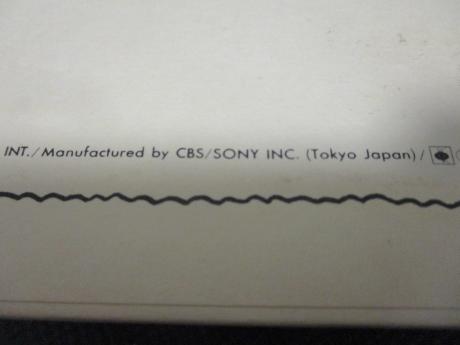 INT./Manufactured by CBS/SONY INC. (Tokyo Japan)/